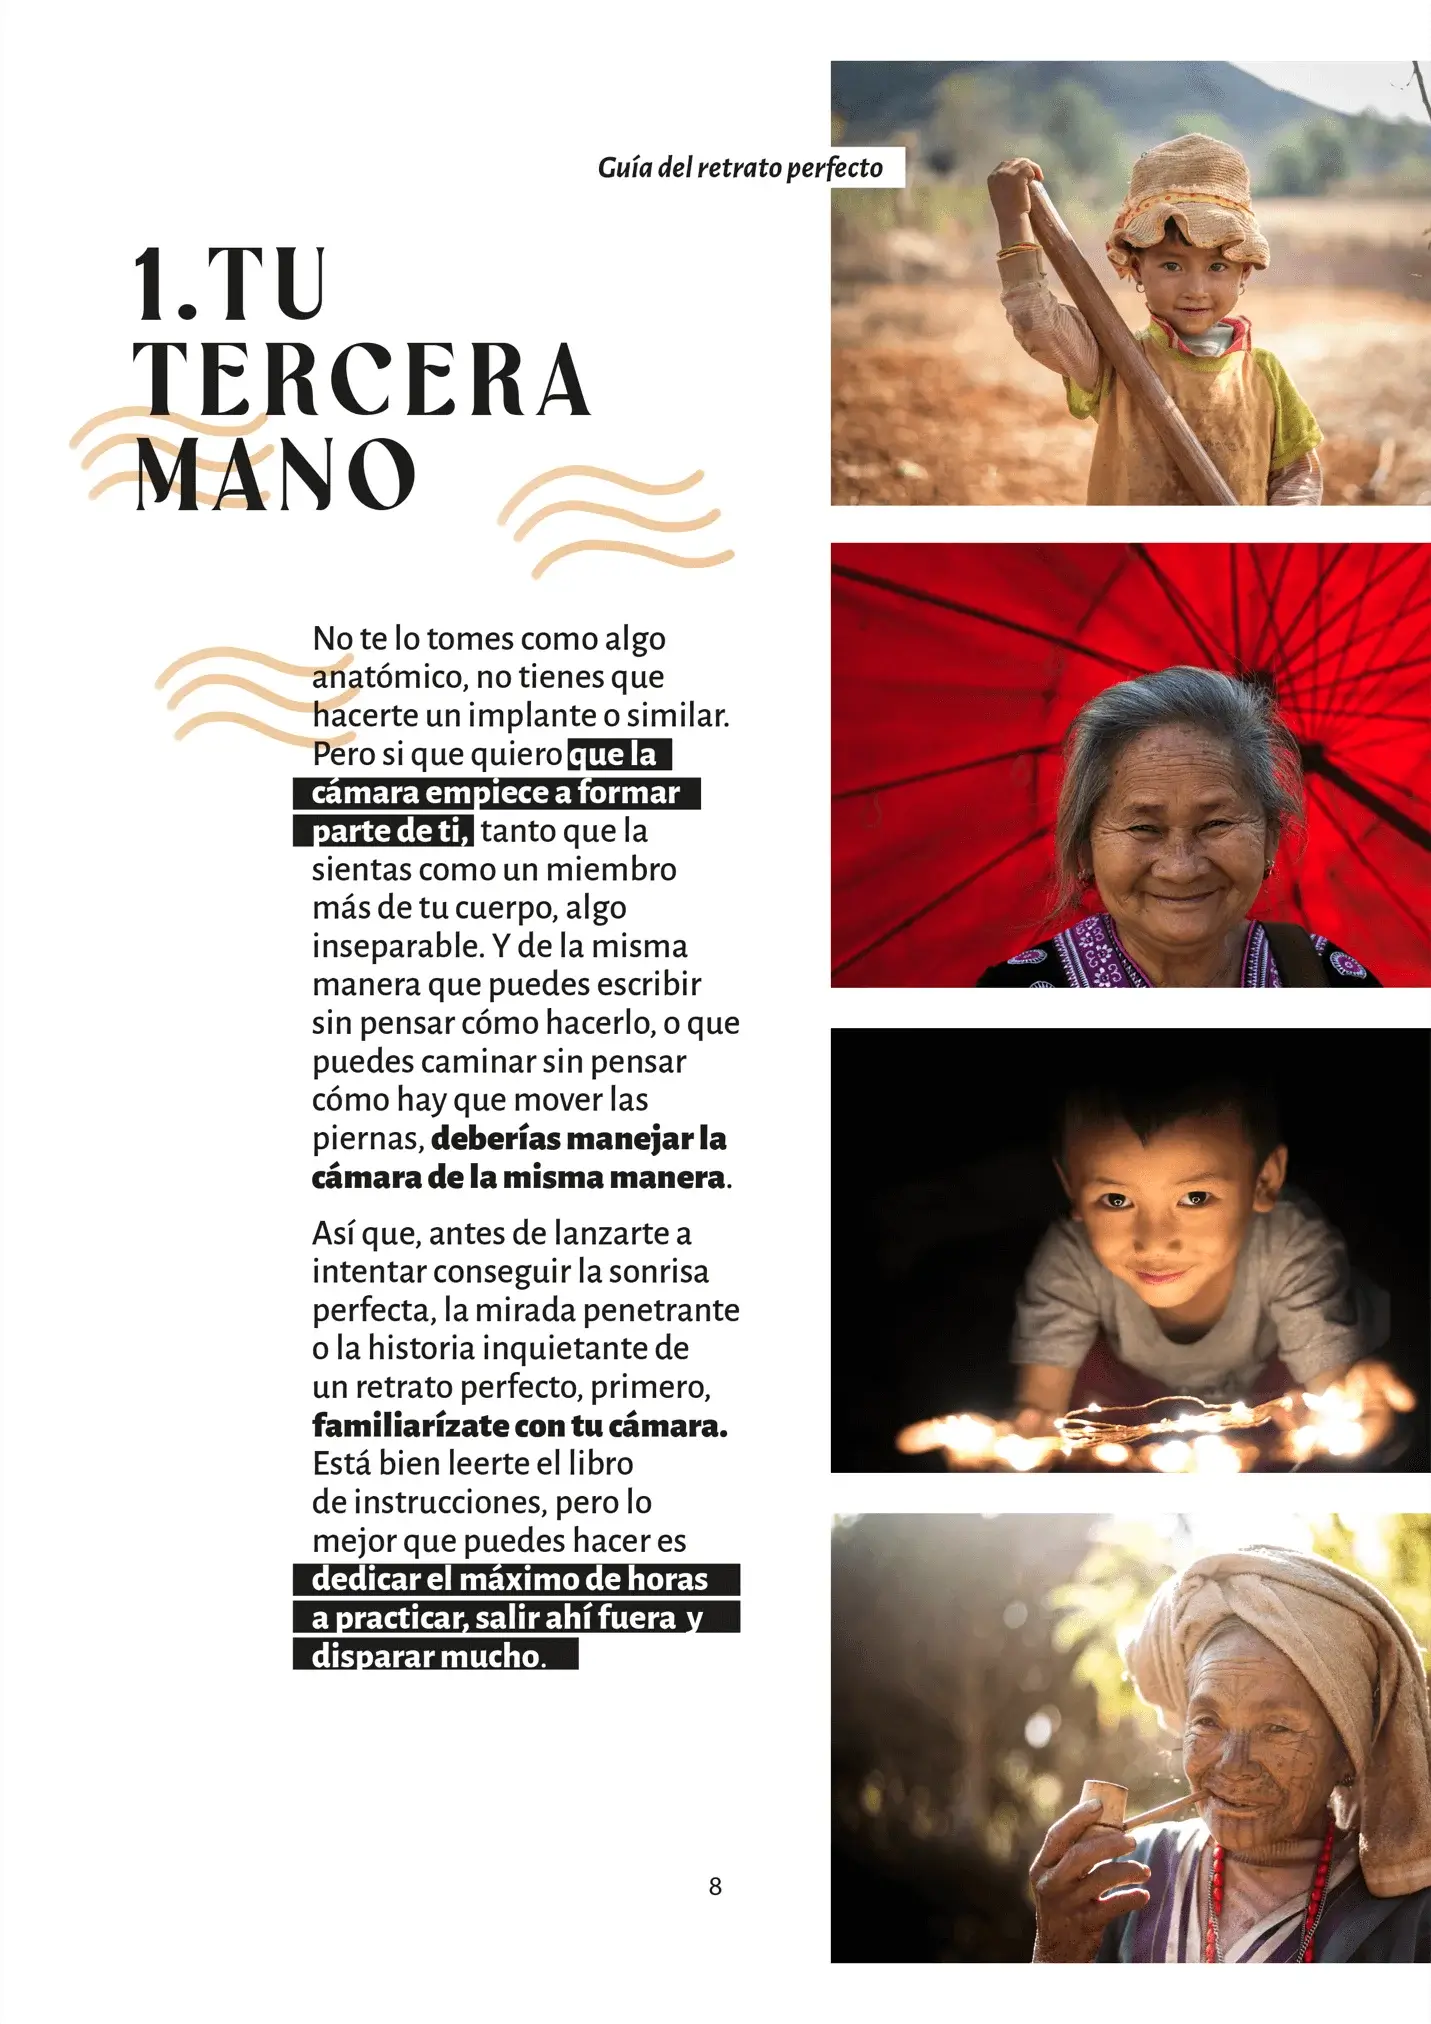 Guía del retrato perfecto
1.TU
TERCERA
MANO
No te lo tomes como algo
anatómico, no tienes que
hacerte un implante o similar.
Pero si que quiero que la
cámara empiece a formar
parte de ti, tanto que la
sientas como un miembro
más de tu cuerpo, algo
inseparable. Y de la misma
manera que puedes escribir
sin pensar cómo hacerlo, o que
puedes caminar sin pensar
cómo hay que mover las
piernas, deberías manejar la
cámara de la misma manera.
Así que, antes de lanzarte a
intentar conseguir la sonrisa
perfecta, la mirada penetrante
o la historia inquietante de
un retrato perfecto, primero,
familiarízate con tu cámara.
Está bien leerte el libro
de instrucciones, pero lo
mejor que puedes hacer es
dedicar el máximo de horas
a practicar, salir ahí fuera y
disparar mucho.
8